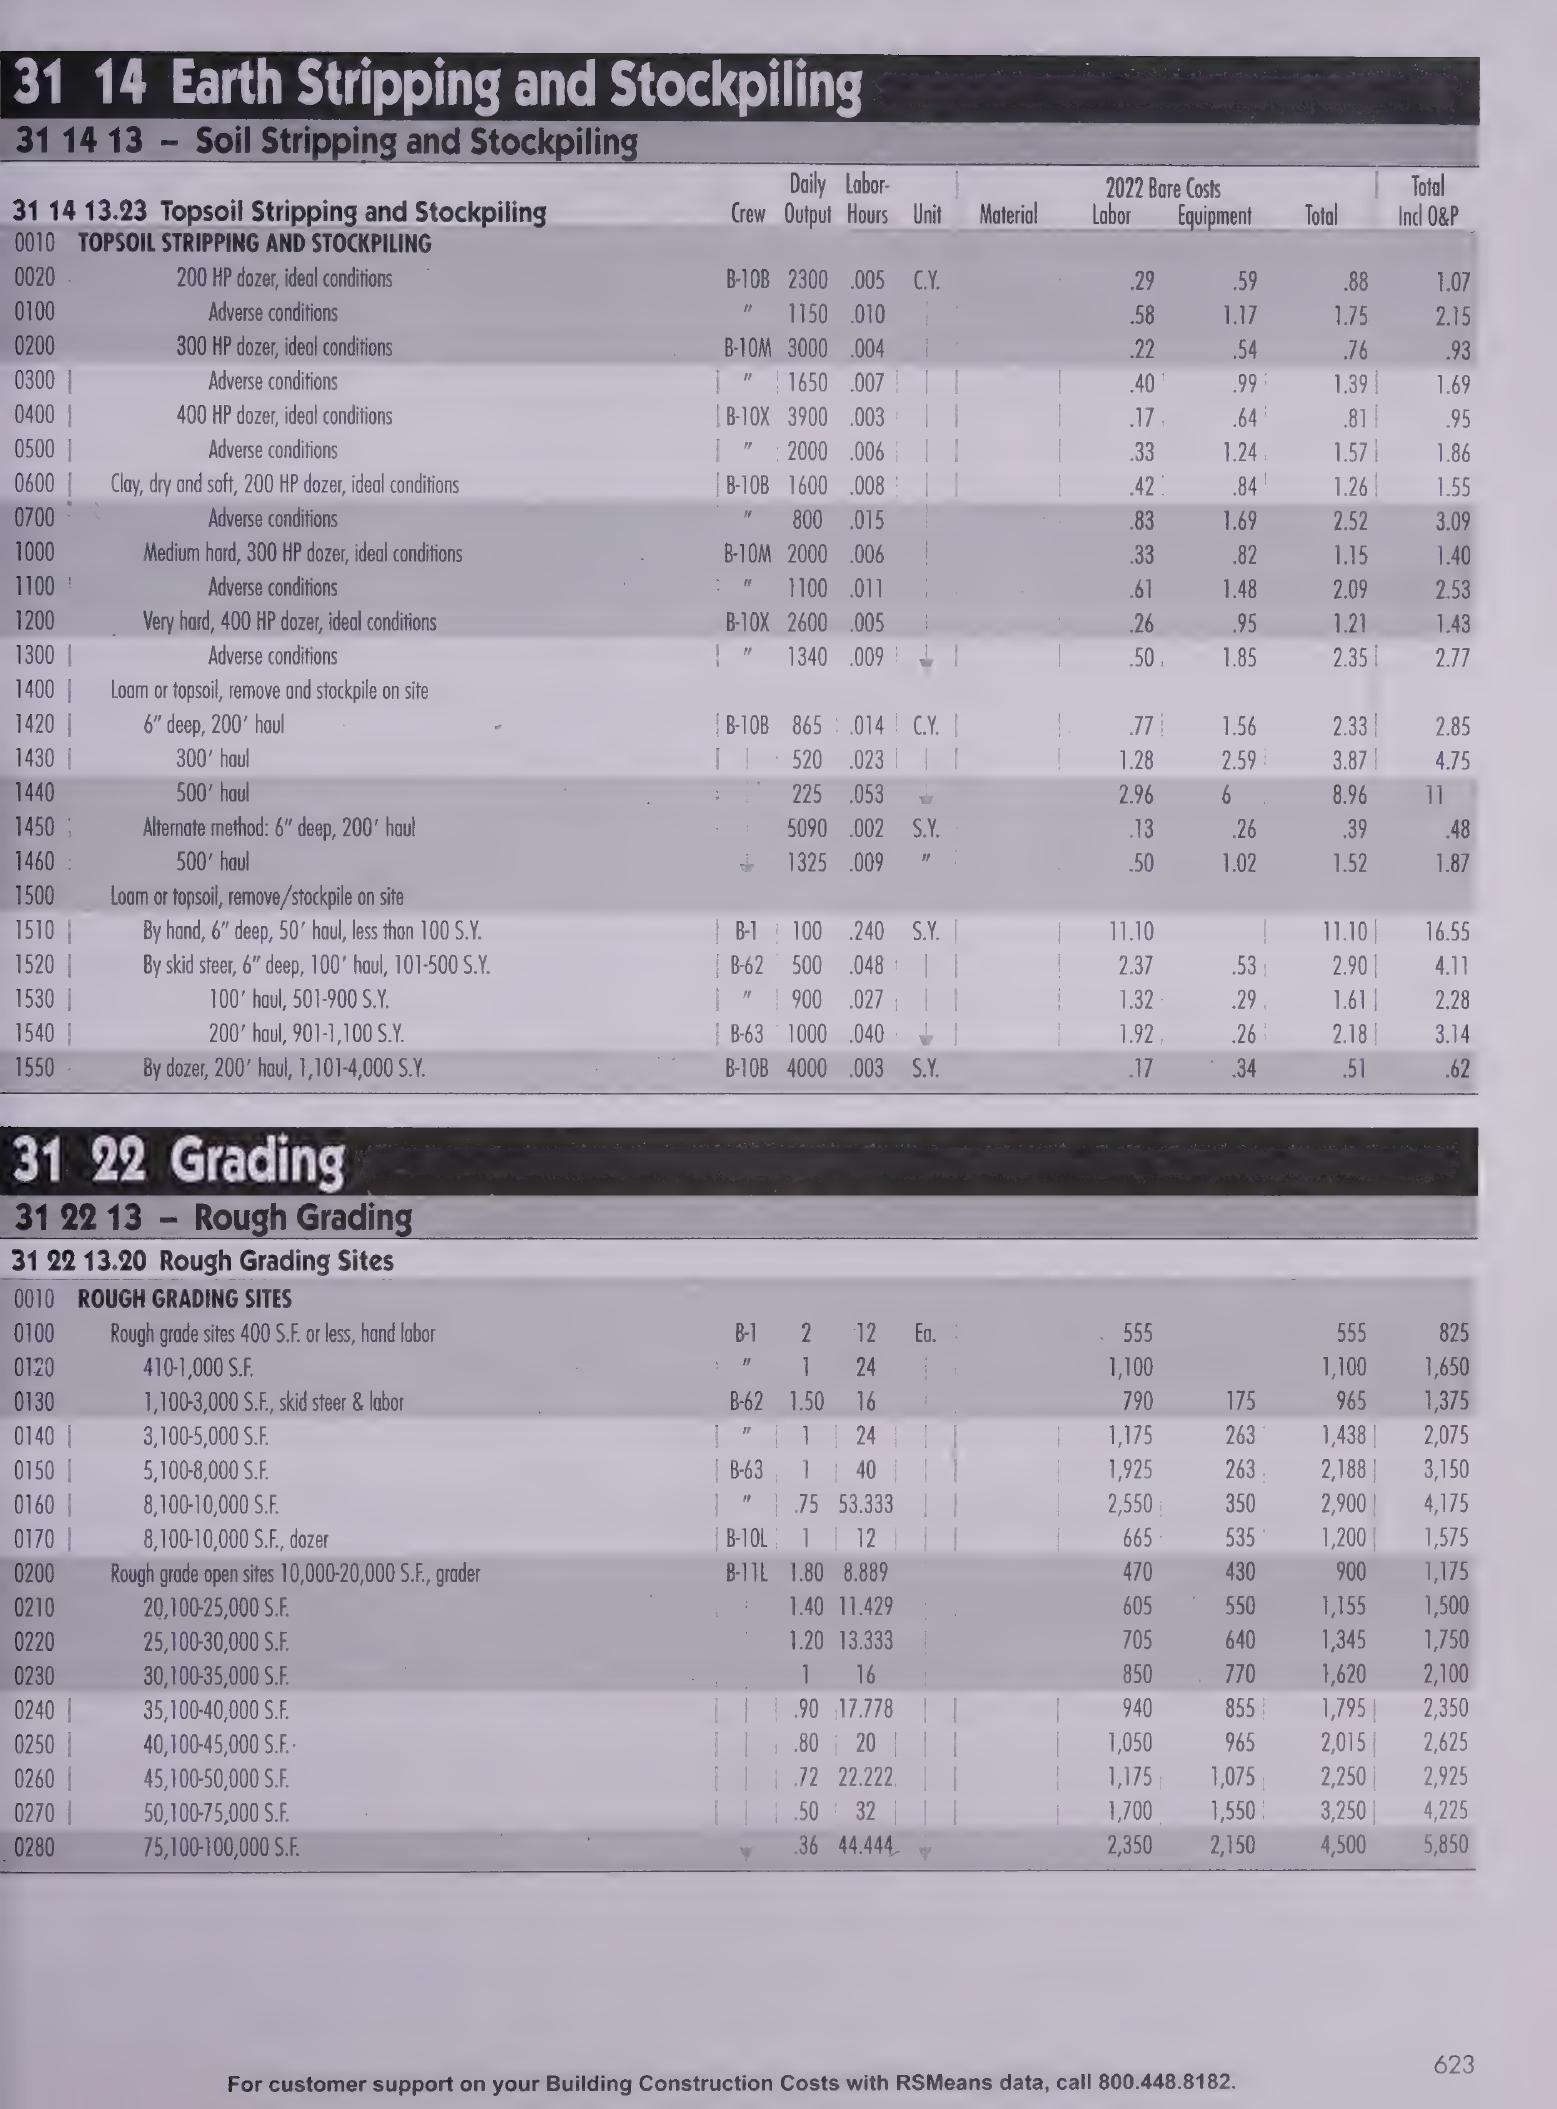 31 14 Earth Stripping and Stockpiling
31 14 13 – Soil Stripping and Stockpiling
Daily Labor- 2022 Bare Costs Total
31 14 13.23 Topsoil Stripping and Stockpiling Crew Output Hours Unit Material Labor Equipment Total Incl O&P
0010 TOPSOIL STRIPPING AND STOCKPILING
0020 200 HP dozer, ideal conditions B-10B 2300 .005 C.Y. .29 .59 .88 1.07
0100 Adverse conditions " 1150 .010 .58 1.17 1.75 2.15
0200 300 HP dozer, ideal conditions B-10M 3000 .004 .22 .54 .76 .93
0300 Adverse conditions " 1650 .007 .40 .99 1.39 1.69
0400 400 HP dozer, ideal conditions B-10X 3900 .003 .17 .64 .81 .95
0500 Adverse conditions " 2000 .006 .33 1.24 1.57 1.86
0600 Clay, dry and soft, 200 HP dozer, ideal conditions B-10B 1600 .008 .42 .84 1.26 1.55
0700 Adverse conditions " 800 .015 .83 1.69 2.52 3.09
1000 Medium hard, 300 HP dozer, ideal conditions B-10M 2000 .006 .33 .82 1.15 1.40
1100 Adverse conditions " 1100 .011 .61 1.48 2.09 2.53
1200 Very hard, 400 HP dozer, ideal conditions B-10X 2600 .005 .26 .95 1.21 1.43
1300 Adverse conditions " 1340 .009 .50 1.85 2.35 2.77
1400 Loam or topsoil, remove and stockpile on site
1420 6" deep, 200' haul B-10B 865 .014 C.Y. .77 1.56 2.33 2.85
1430 300' haul 520 .023 1.28 2.59 3.87 4.75
1440 500' haul 225 .053 2.96 6 8.96 11
1450 Alternate method: 6" deep, 200' haul 5090 .002 S.Y. .13 .26 .39 .48
1460 500' haul 1325 .009 " .50 1.02 1.52 1.87
1500 Loam or topsoil, remove/stockpile on site
1510 By hand, 6" deep, 50' haul, less than 100 S.Y. B-1 100 .240 S.Y. 11.10 11.10 16.55
1520 By skid steer, 6" deep, 100' haul, 101-500 S.Y. B-62 500 .048 2.37 .53 2.90 4.11
1530 100' haul, 501-900 S.Y. " 900 .027 1.32 .29 1.61 2.28
1540 200' haul, 901-1,100 S.Y. B-63 1000 .040 1.92 .26 2.18 3.14
1550 By dozer, 200' haul, 1,101-4,000 S.Y. B-10B 4000 .003 S.Y. .17 .34 .51 .62
31 22 Grading
31 22 13 – Rough Grading
31 22 13.20 Rough Grading Sites
0010 ROUGH GRADING SITES
0100 Rough grade sites 400 S.F. or less, hand labor B-1 2 12 Ea. 555 555 825
0120 410-1,000 S.F. " 1 24 1,100 1,100 1,650
0130 1,100-3,000 S.F., skid steer & labor B-62 1.50 16 790 175 965 1,375
0140 3,100-5,000 S.F. " 1 24 1,175 263 1,438 2,075
0150 5,100-8,000 S.F. B-63 1 40 1,925 263 2,188 3,150
0160 8,100-10,000 S.F. " .75 53.333 2,550 350 2,900 4,175
0170 8,100-10,000 S.F., dozer B-10L 1 12 665 535 1,200 1,575
0200 Rough grade open sites 10,000-20,000 S.F., grader B-11L 1.80 8.889 470 430 900 1,175
0210 20,100-25,000 S.F. 1.40 11.429 605 550 1,155 1,500
0220 25,100-30,000 S.F. 1.20 13.333 705 640 1,345 1,750
0230 30,100-35,000 S.F. 1 16 850 770 1,620 2,100
0240 35,100-40,000 S.F. .90 17.778 940 855 1,795 2,350
0250 40,100-45,000 S.F. .80 20 1,050 965 2,015 2,625
0260 45,100-50,000 S.F. .72 22.222 1,175 1,075 2,250 2,925
0270 50,100-75,000 S.F. .50 32 1,700 1,550 3,250 4,225
0280 75,100-100,000 S.F. .36 44.444 2,350 2,150 4,500 5,850
For customer support on your Building Construction Costs with RSMeans data, call 800.448.8182.
623